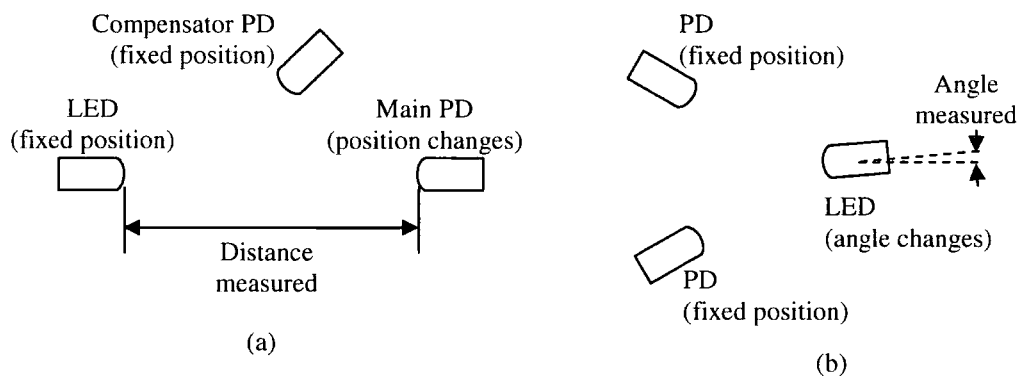 Compensator PD
(fixed position)
LED
(fixed position)
Main PD
(position changes)
Distance
measured
(a)
PD
(fixed position)
Angle
measured
LED
(angle changes)
PD
(fixed position)
(b)